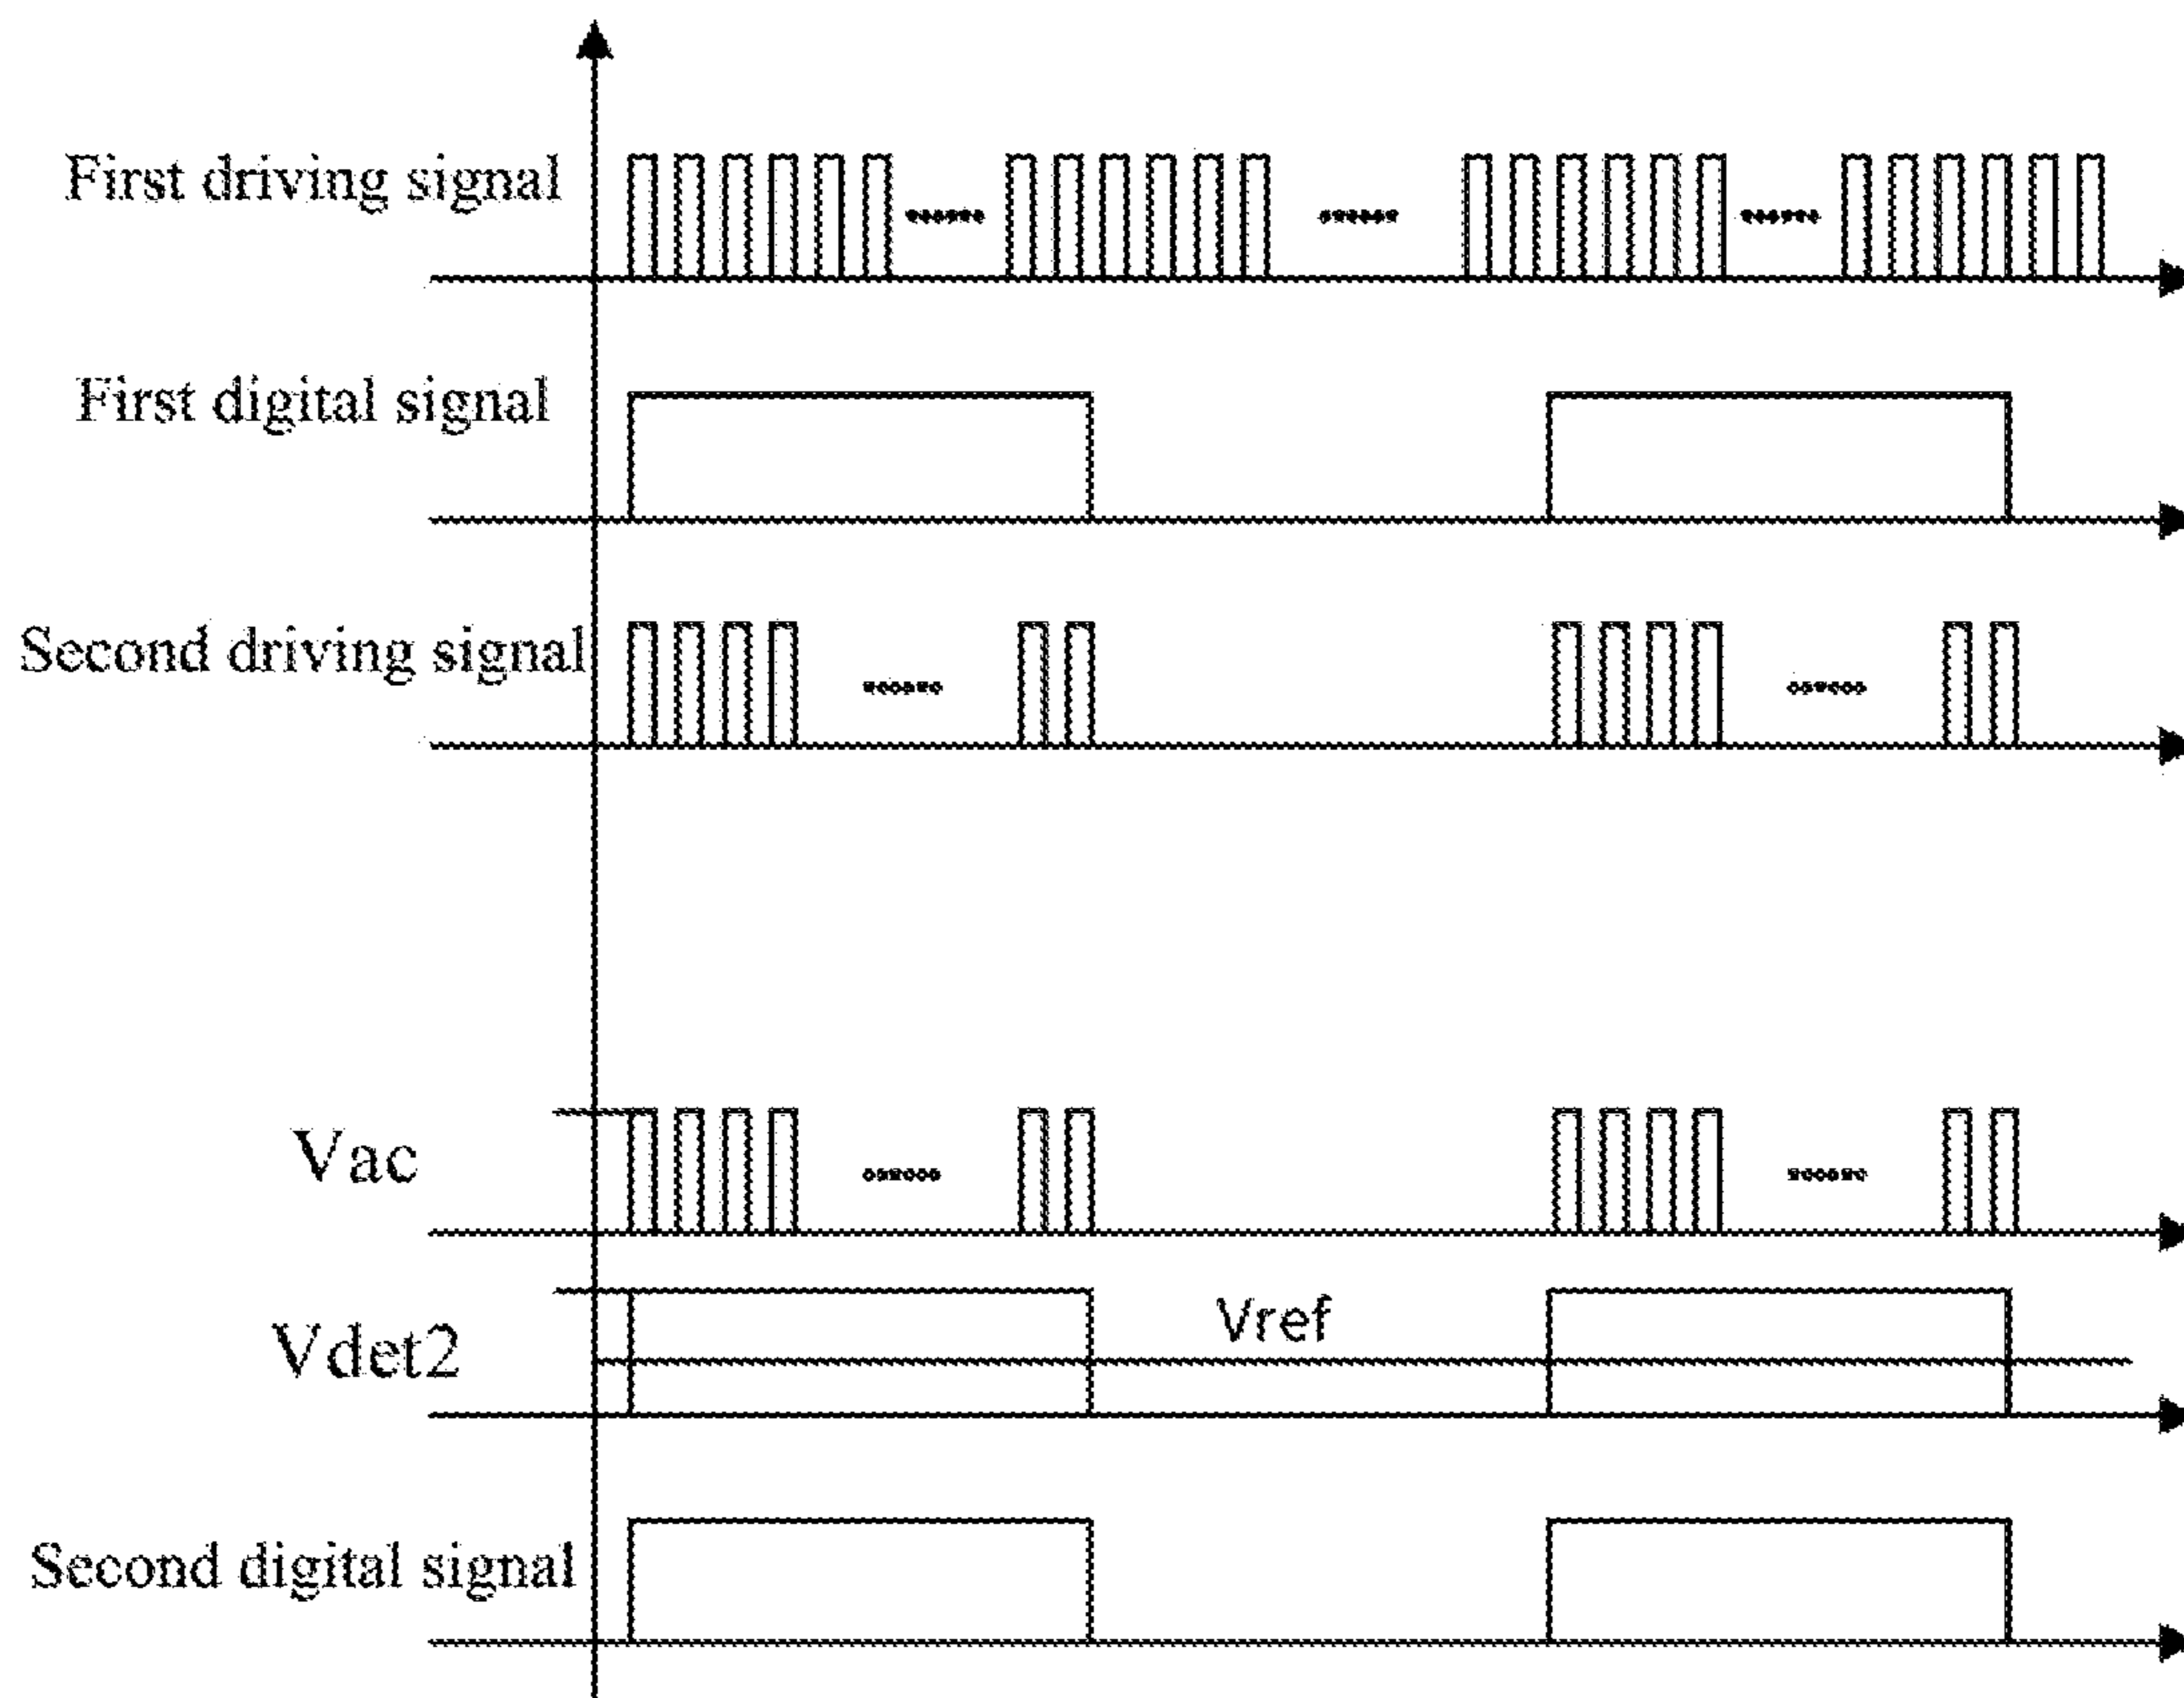 First driving signal
First digital signal
Second driving signal
Vac
Vref
Vdet2
Second digital signal